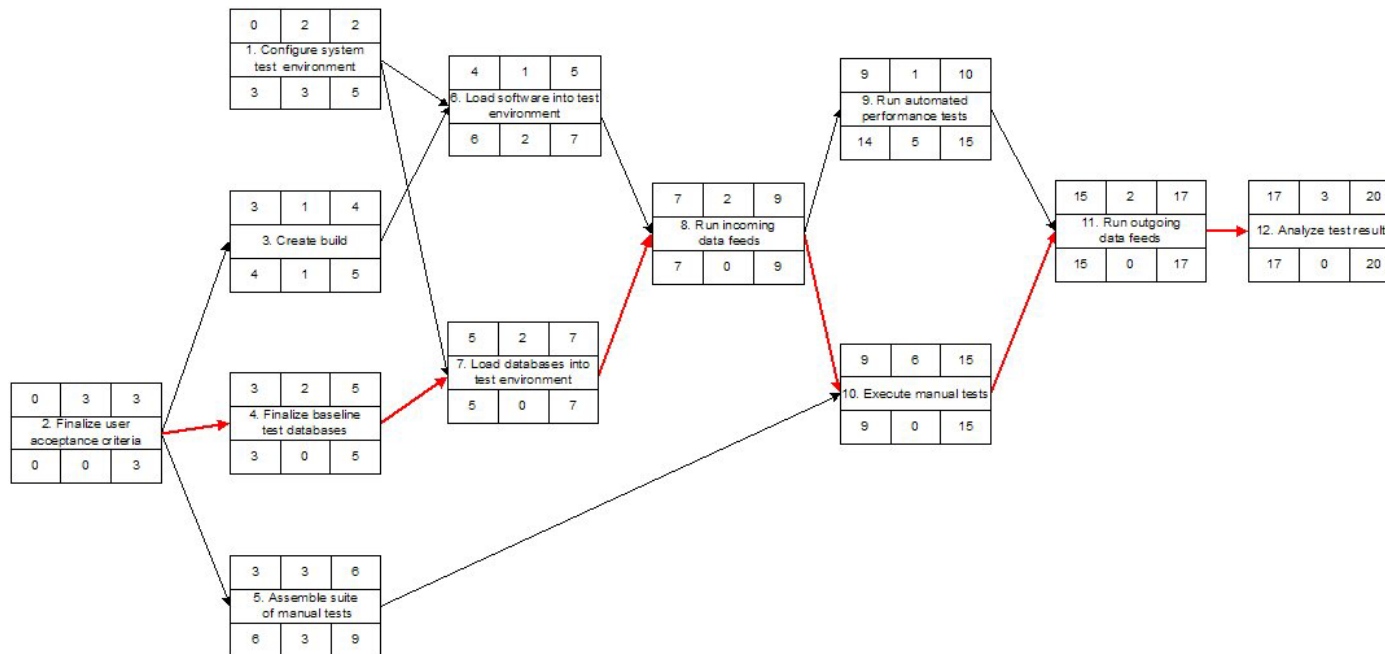 0 2 2
1. Configure system
test environment
3 3 5
4 1 5
6. Load software into test
environment
6 2 7
9 1 10
9. Run automated
performance tests
14 5 15
3 1 4
3. Create build
4 1 5
7 2 9
8. Run incoming
data feeds
7 0 9
15 2 17
11. Run outgoing
data feeds
15 0 17
17 3 20
12. Analyze test result
17 0 20
5 2 7
7. Load databases into
test environment
5 0 7
9 6 15
10. Execute manual tests
9 0 15
0 3 3
2. Finalize user
acceptance criteria
0 0 3
3 2 5
4. Finalize baseline
test databases
3 0 5
3 3 6
5. Assemble suite
of manual tests
6 3 9